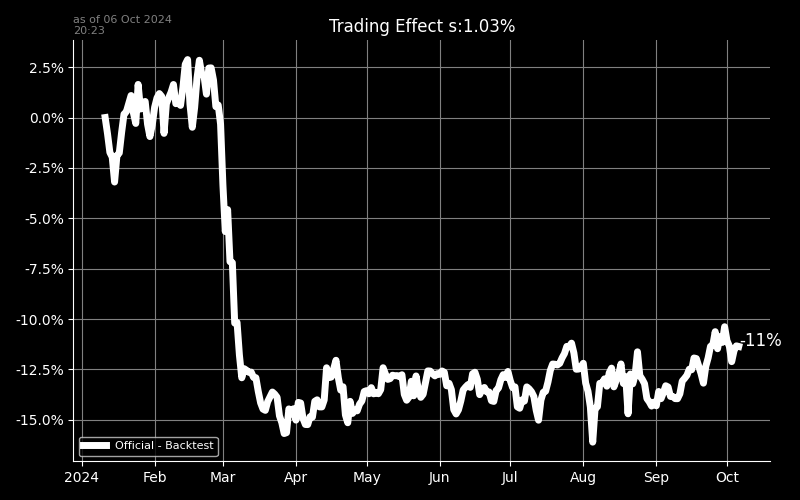 as of 06 Oct 2024
20:23
Trading Effect s:1.03%
2.5%
0.0%
-2.5%
-5.0%
-7.5%
-10.0%
-12.5%
-15.0%
-11%
Official - Backtest
2024 Feb Mar Apr May Jun Jul Aug Sep Oct